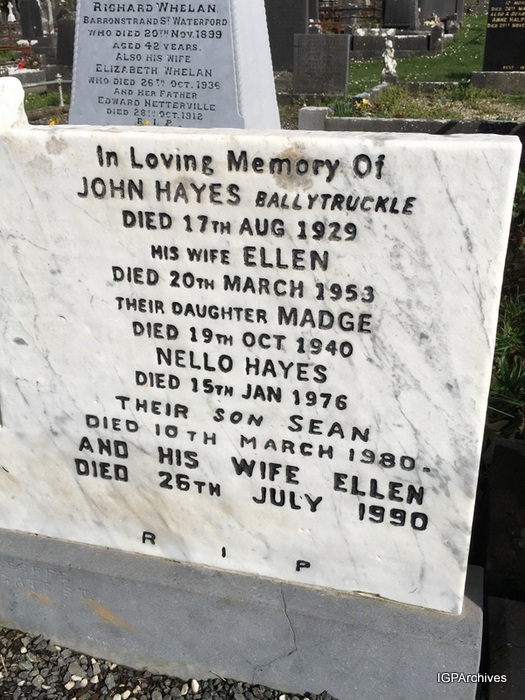 RICHARD WHELAN.
BARRONSTRAND ST WATERFORD
WHO DIED 20TH NOV. 1899
AGED 42 YEARS.
ALSO HIS WIFE
ELIZABETH WHELAN
WHO DIED 26TH OCT. 1936
AND HER FATHER
EDWARD NETTERVILLE
DIED 28TH OCT. 1912
R.I.P.
In Loving Memory Of
JOHN HAYES BALLYTRUCKLE
DIED 17TH AUG 1929
HIS WIFE ELLEN
DIED 20TH MARCH 1953
THEIR DAUGHTER MADGE
DIED 19TH OCT 1940
NELLO HAYES
DIED 15TH JAN 1976
THEIR SON SEAN
DIED 10TH MARCH 1980.
AND HIS WIFE ELLEN
DIED 26TH JULY 1990
R I P
IGPArchives